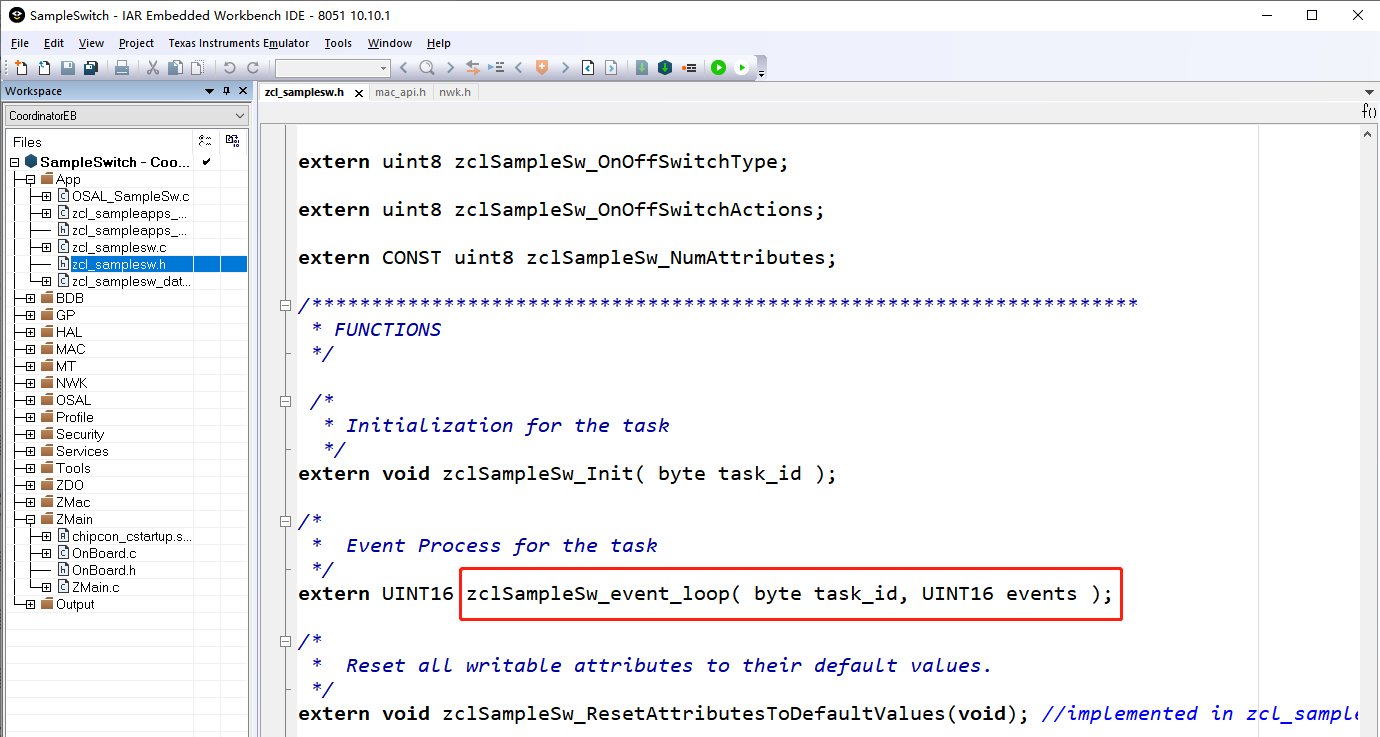 SampleSwitch - IAR Embedded Workbench IDE - 8051 10.10.1
File Edit View Project Texas Instruments Emulator Tools Window Help
Workspace
CoordinatorEB
Files
SampleSwitch - Coo...
App
OSAL_SampleSw.c
zcl_sampleapps_...
zcl_sampleapps_...
zcl_samplesw.c
zcl_samplesw.h
zcl_samplesw_dat...
BDB
GP
HAL
MAC
MT
NWK
OSAL
Profile
Security
Services
Tools
ZDO
ZMac
ZMain
chipcon_cstartup.s...
OnBoard.c
OnBoard.h
ZMain.c
Output
zcl_samplesw.h mac_api.h nwk.h
f()
extern uint8 zclSampleSw_OnOffSwitchType;
extern uint8 zclSampleSw_OnOffSwitchActions;
extern CONST uint8 zclSampleSw_NumAttributes;
/*********************************************************************
* FUNCTIONS
*/
/*
* Initialization for the task
*/
extern void zclSampleSw_Init( byte task_id );
/*
* Event Process for the task
*/
extern UINT16 zclSampleSw_event_loop( byte task_id, UINT16 events );
/*
* Reset all writable attributes to their default values.
*/
extern void zclSampleSw_ResetAttributesToDefaultValues(void); //implemented in zcl_sample